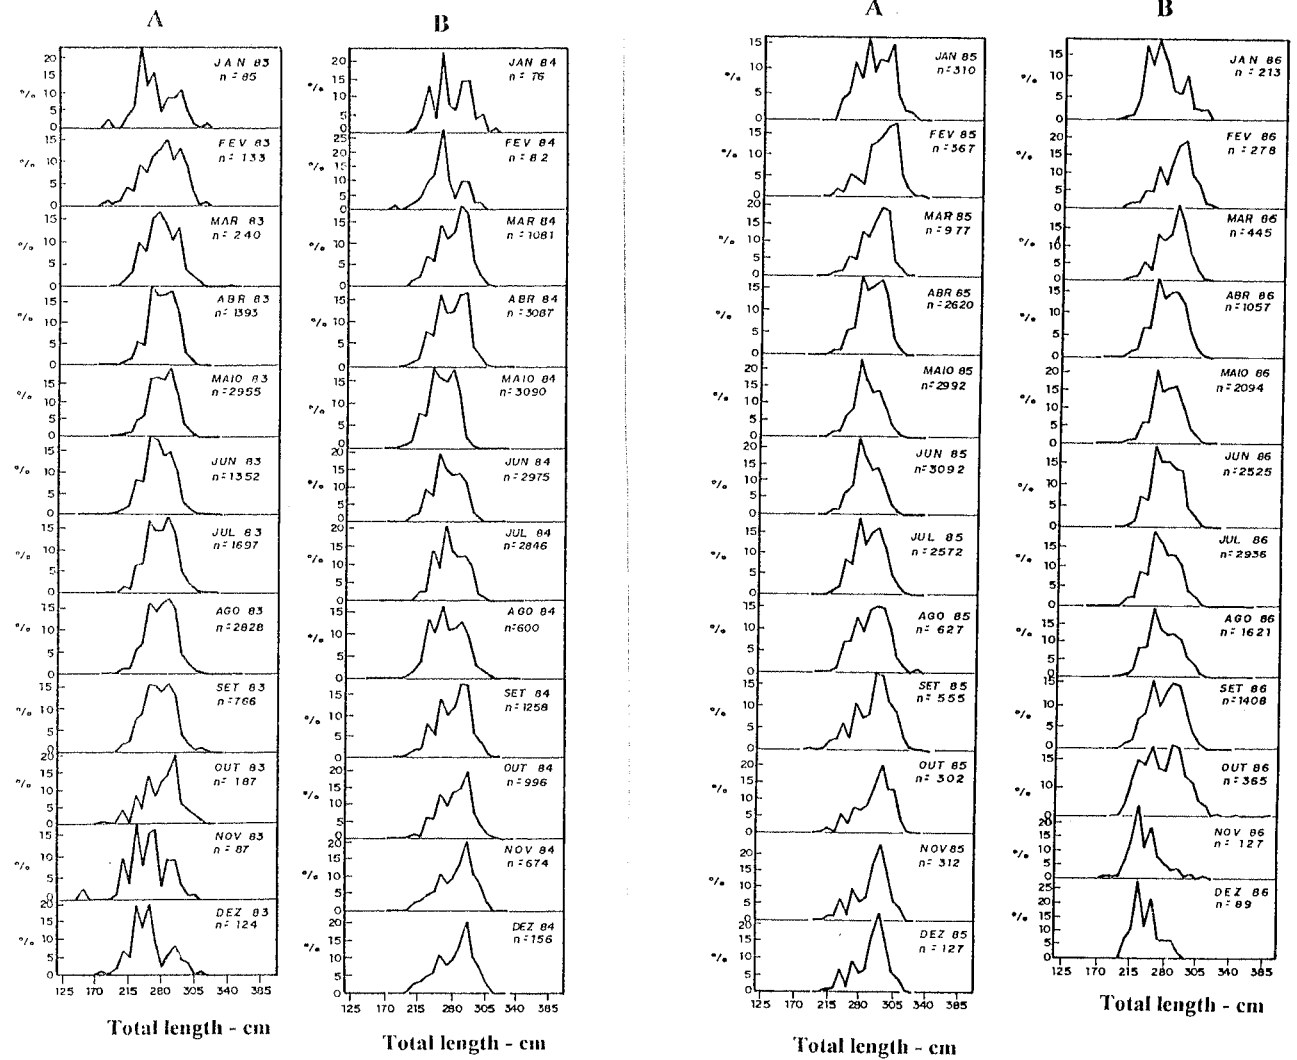 A
JAN 83
n = 85
FEV 83
n = 133
MAR 83
n = 240
ABR 83
n = 1393
MAIO 83
n = 2955
JUN 83
n = 1352
JUL 83
n = 1697
AGO 83
n = 2828
SET 83
n = 766
OUT 83
n = 187
NOV 83
n = 87
DEZ 83
n = 124
125 170 215 280 305 340 385
Total length - cm
B
JAN 84
n = 76
FEV 84
n = 82
MAR 84
n = 1081
ABR 84
n = 3087
MAIO 84
n = 3090
JUN 84
n = 2975
JUL 84
n = 2846
AGO 84
n = 600
SET 84
n = 1258
OUT 84
n = 996
NOV 84
n = 674
DEZ 84
n = 156
125 170 215 280 305 340 385
Total length - cm
A
JAN 85
n = 310
FEV 85
n = 367
MAR 85
n = 977
ABR 85
n = 2620
MAIO 85
n = 2992
JUN 85
n = 3092
JUL 85
n = 2572
AGO 85
n = 627
SET 85
n = 555
OUT 85
n = 302
NOV 85
n = 312
DEZ 85
n = 127
125 170 215 280 305 340 385
Total length - cm
B
JAN 86
n = 213
FEV 86
n = 278
MAR 86
n = 445
ABR 86
n = 1057
MAIO 86
n = 2094
JUN 86
n = 2525
JUL 86
n = 2936
AGO 86
n = 1621
SET 86
n = 1408
OUT 86
n = 365
NOV 86
n = 127
DEZ 86
n = 89
125 170 215 280 305 340 385
Total length - cm